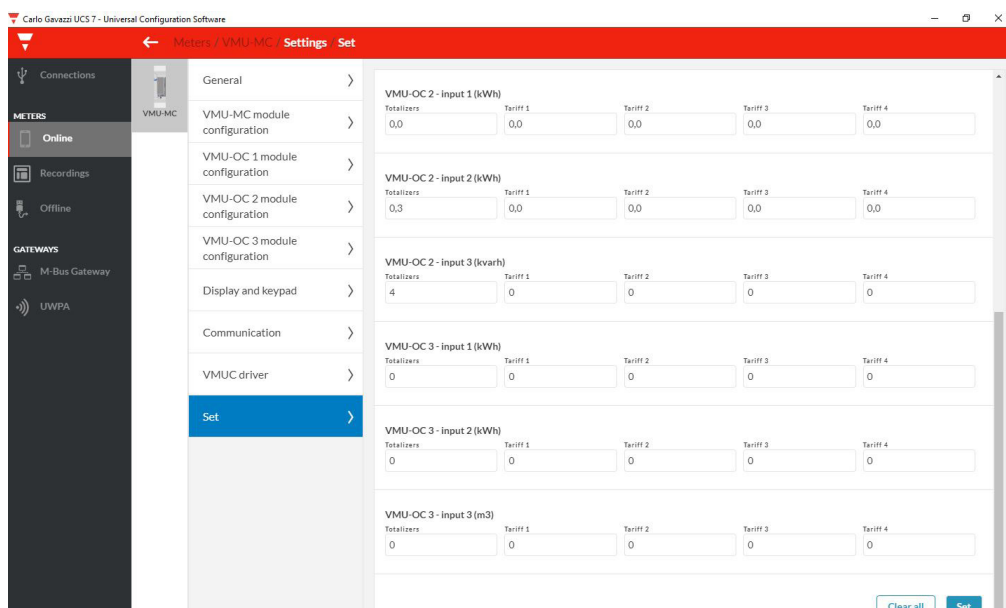 Carlo Gavazzi UCS 7 - Universal Configuration Software
Meters / VMU-MC / Settings / Set
Connections
METERS
Online
Recordings
Offline
GATEWAYS
M-Bus Gateway
UWPA
VMU-MC
General
VMU-MC module
configuration
VMU-OC 1 module
configuration
VMU-OC 2 module
configuration
VMU-OC 3 module
configuration
Display and keypad
Communication
VMUC driver
Set
VMU-OC 2 - input 1 (kWh)
Totalizers Tariff 1 Tariff 2 Tariff 3 Tariff 4
0,0 0,0 0,0 0,0 0,0
VMU-OC 2 - input 2 (kWh)
Totalizers Tariff 1 Tariff 2 Tariff 3 Tariff 4
0,3 0,0 0,0 0,0 0,0
VMU-OC 2 - input 3 (kvarh)
Totalizers Tariff 1 Tariff 2 Tariff 3 Tariff 4
4 0 0 0 0
VMU-OC 3 - input 1 (kWh)
Totalizers Tariff 1 Tariff 2 Tariff 3 Tariff 4
0 0 0 0 0
VMU-OC 3 - input 2 (kWh)
Totalizers Tariff 1 Tariff 2 Tariff 3 Tariff 4
0 0 0 0 0
VMU-OC 3 - input 3 (m3)
Totalizers Tariff 1 Tariff 2 Tariff 3 Tariff 4
0 0 0 0 0
Clear all Set